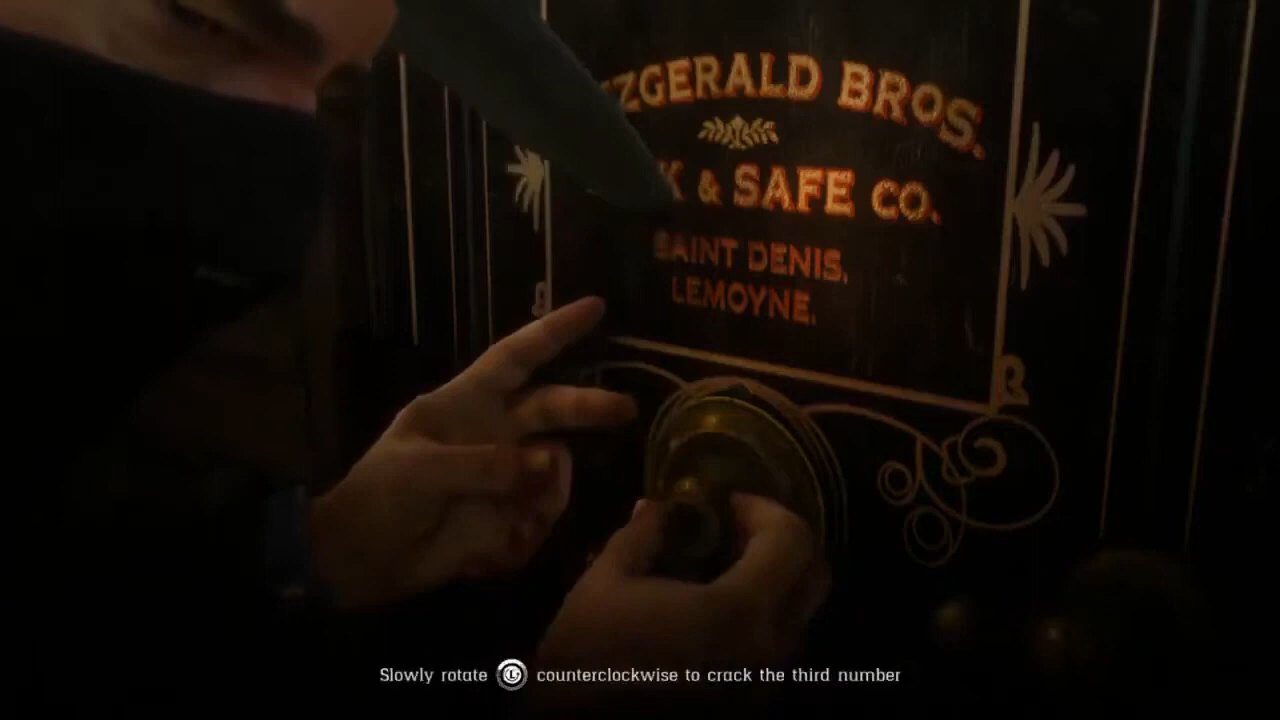 ZGERALD BROS.
K & SAFE CO.
SAINT DENIS,
LEMOYNE.
Slowly rotate L counterclockwise to crack the third number